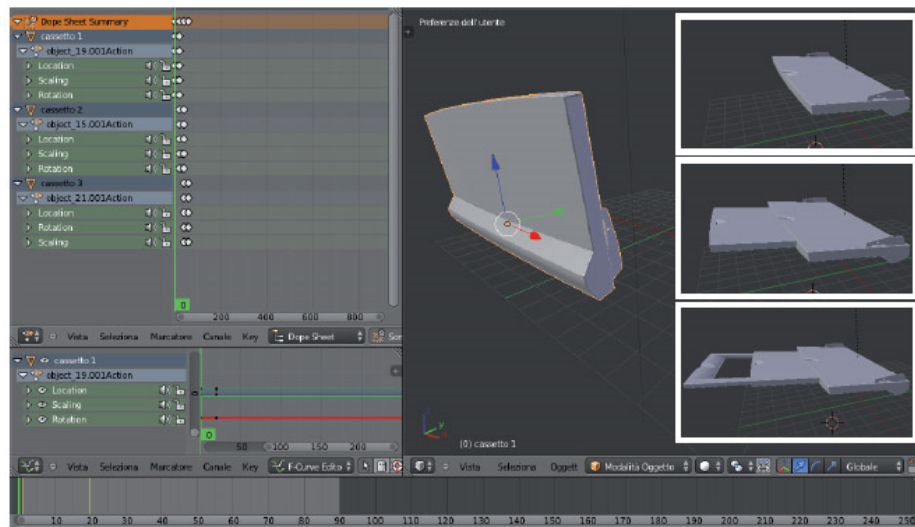 Dope Sheet Summary
cassetto 1
object_19.001Action
Location
Scaling
Rotation
cassetto 2
object_15.001Action
Location
Scaling
Rotation
cassetto 3
object_21.001Action
Location
Rotation
Scaling
0
200 400 600 800
Vista Seleziona Marcatore Canale Key Dope Sheet
cassetto 1
object_19.001Action
Location
Scaling
Rotation
0
50 100 150 200
Vista Seleziona Marcatore Canale Key F-Curve Edito
Preferenze dell'utente
y
(0) cassetto 1
Vista Seleziona Oggett Modalità Oggetto Globale
10 20 30 40 50 60 70 80 90 100 110 120 130 140 150 160 170 180 190 200 210 220 230 240 250